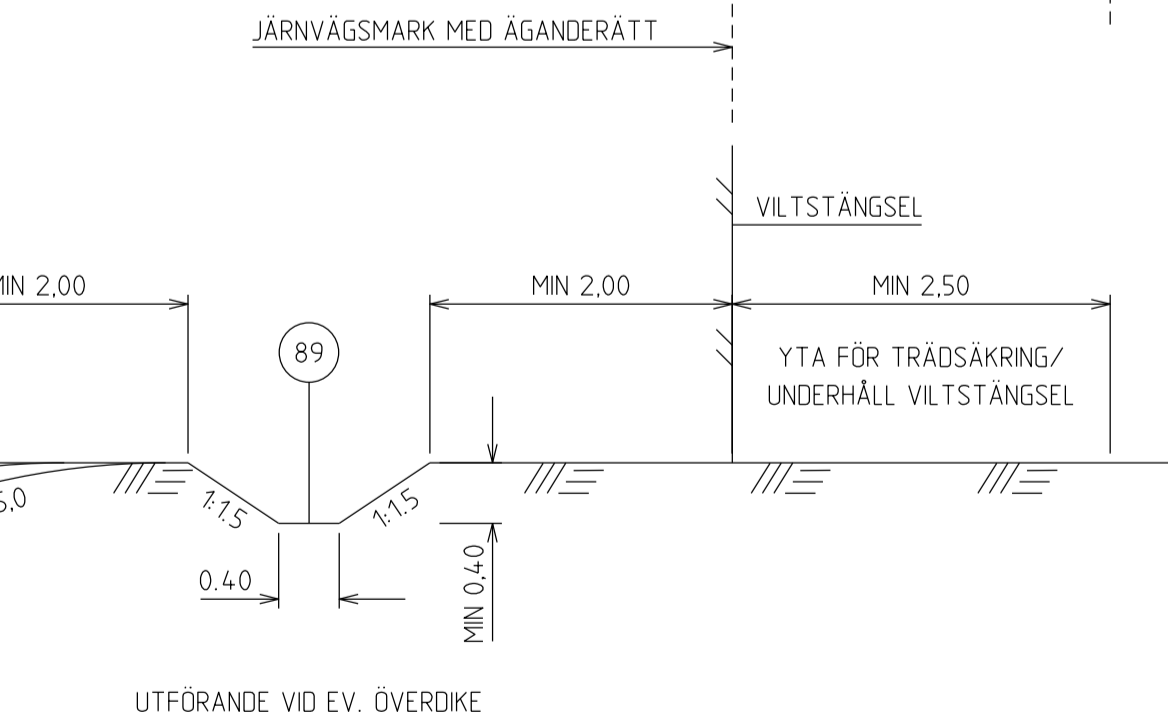 JÄRNVÄGSMARK MED ÄGANDERÄTT
VILTSTÄNGSEL
MIN 2,00
MIN 2,00
MIN 2,50
89
YTA FÖR TRÄDSÄKRING/
UNDERHÅLL VILTSTÄNGSEL
1:1.5
1:1.5
0.40
MIN 0,40
UTFÖRANDE VID EV. ÖVERDIKE